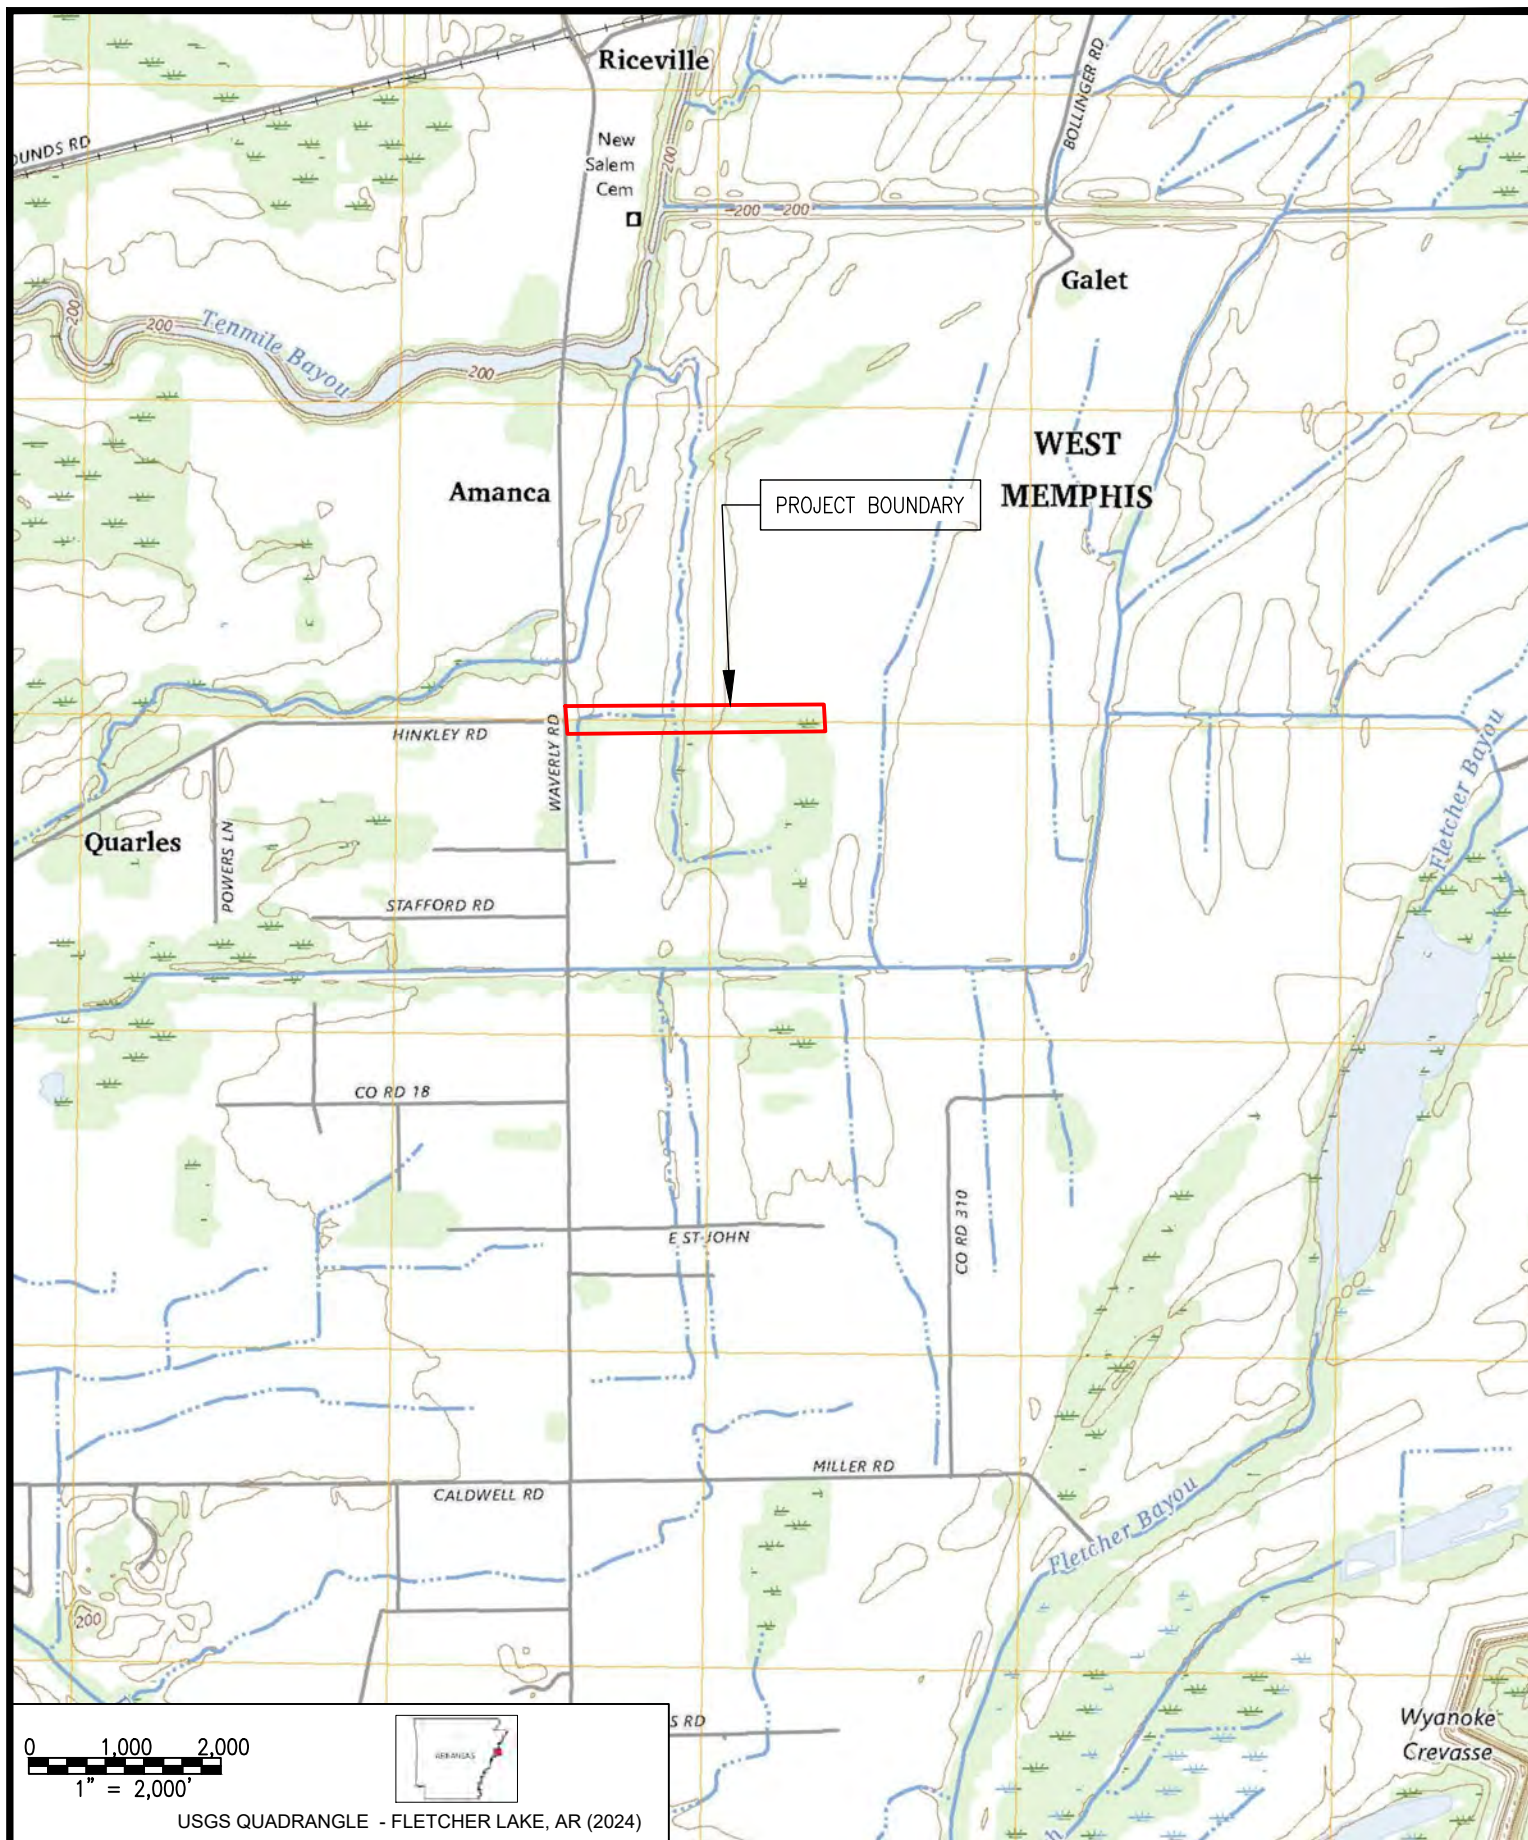 Riceville
BOLLINGER RD
OUNDS RD
New
Salem
Cem
200
200 200
Galet
200
200
Tenmile Bayou
200
WEST
MEMPHIS
Amanca
PROJECT BOUNDARY
HINKLEY RD
WAVERLY RD
Fletcher Bayou
Quarles
POWERS LN
STAFFORD RD
CO RD 18
CO RD 310
E ST JOHN
MILLER RD
CALDWELL RD
Fletcher Bayou
200
S RD
Wyanoke
Crevasse
0 1,000 2,000
1" = 2,000'
ARKANSAS
USGS QUADRANGLE - FLETCHER LAKE, AR (2024)
h